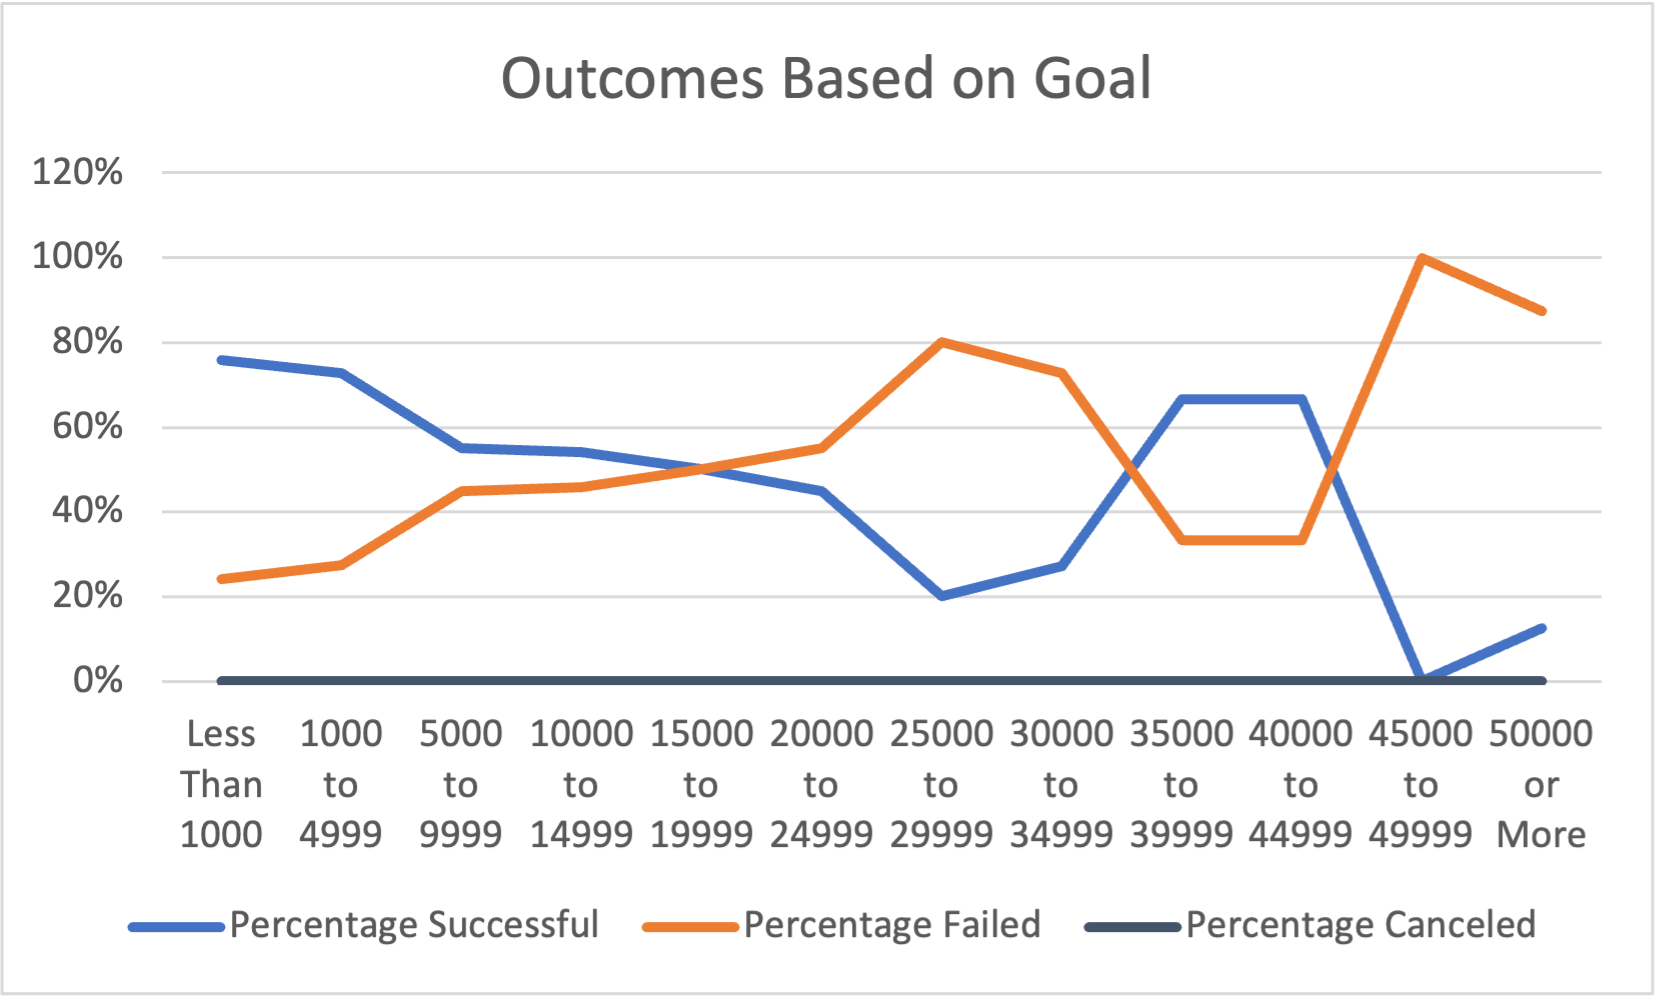 Outcomes Based on Goal
120%
100%
80%
60%
40%
20%
0%
Less Than 1000
1000 to 4999
5000 to 9999
10000 to 14999
15000 to 19999
20000 to 24999
25000 to 29999
30000 to 34999
35000 to 39999
40000 to 44999
45000 to 49999
50000 or More
Percentage Successful
Percentage Failed
Percentage Canceled